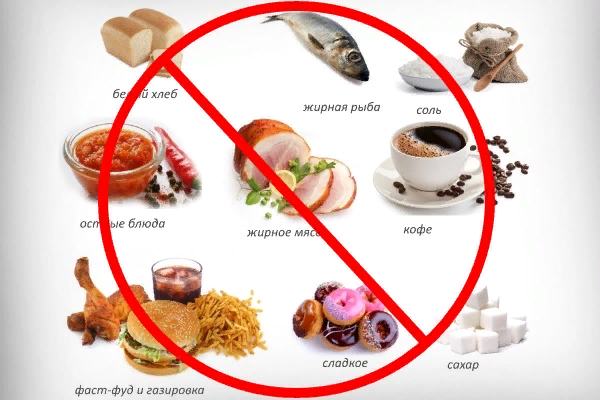 белый хлеб
жирная рыба
соль
острые блюда
жирное мясо
кофе
фаст-фуд и газировка
сладкое
сахар